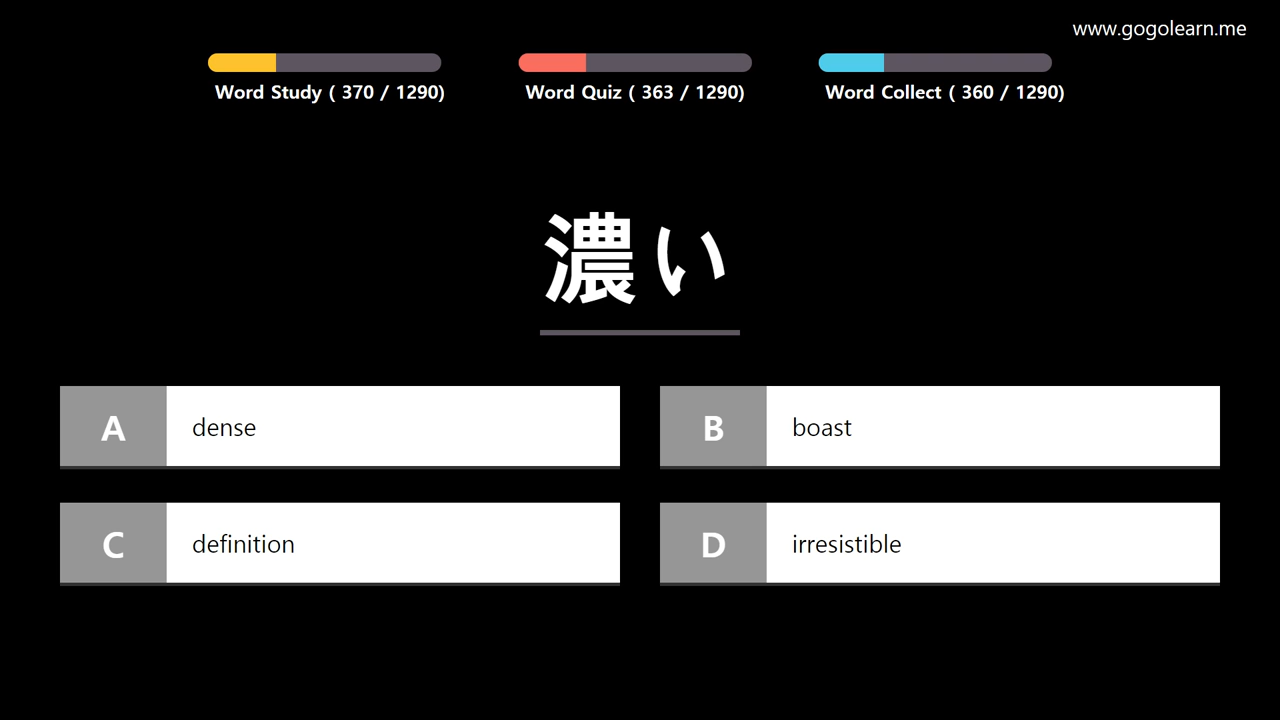 www.gogolearn.me
Word Study ( 370 / 1290)
Word Quiz ( 363 / 1290)
Word Collect ( 360 / 1290)
濃い
A dense
B boast
C definition
D irresistible